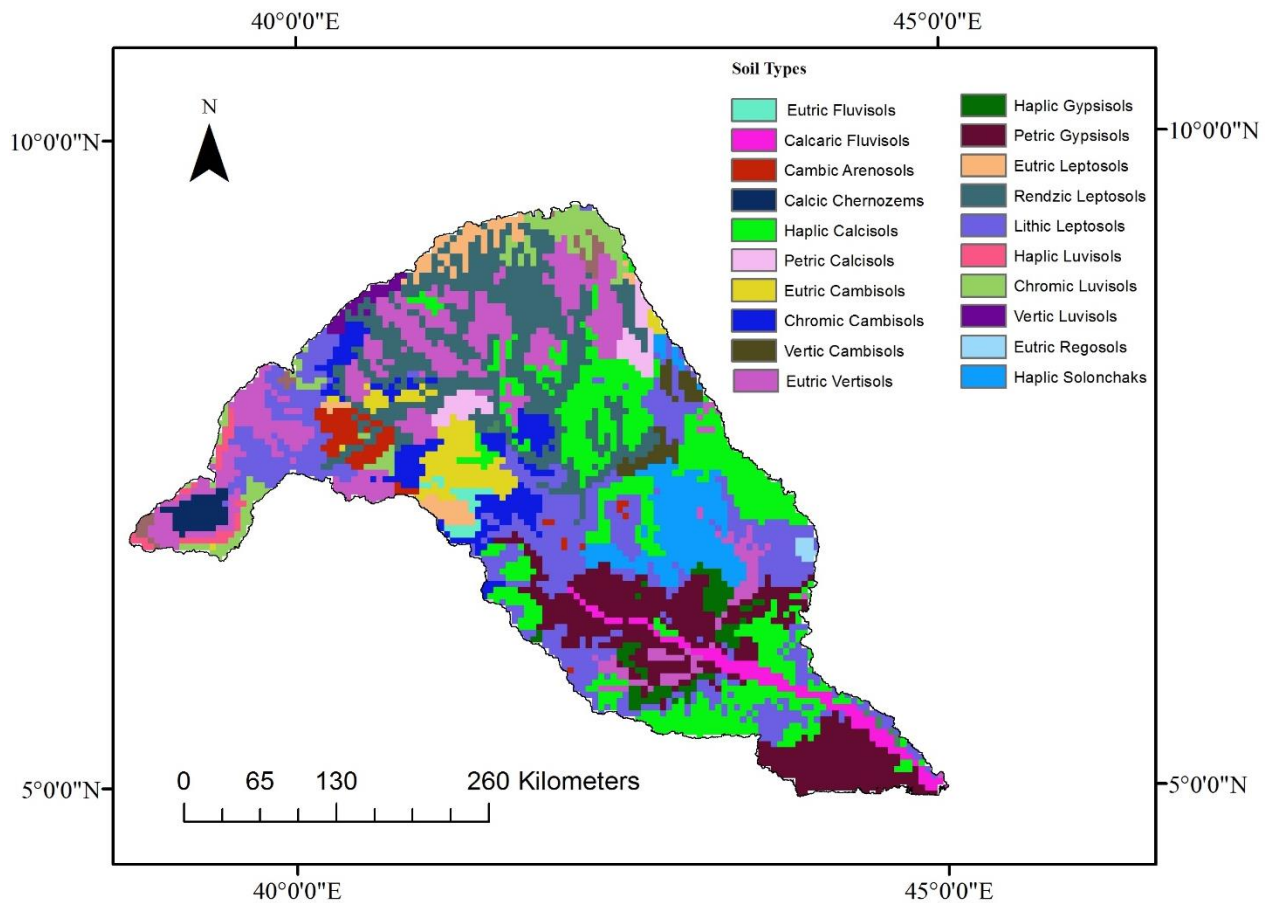 40°0'0"E 45°0'0"E
Soil Types
N
10°0'0"N
10°0'0"N
Eutric Fluvisols
Calcaric Fluvisols
Cambic Arenosols
Calcic Chernozems
Haplic Calcisols
Petric Calcisols
Eutric Cambisols
Chromic Cambisols
Vertic Cambisols
Eutric Vertisols
Haplic Gypsisols
Petric Gypsisols
Eutric Leptosols
Rendzic Leptosols
Lithic Leptosols
Haplic Luvisols
Chromic Luvisols
Vertic Luvisols
Eutric Regosols
Haplic Solonchaks
0 65 130 260 Kilometers
5°0'0"N
5°0'0"N
40°0'0"E 45°0'0"E